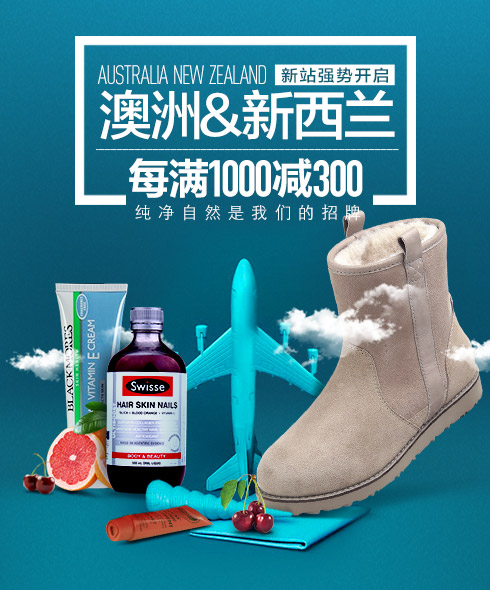 AUSTRALIA NEW ZEALAND 新站强势开启
澳洲&新西兰
每满1000减300
纯净自然是我们的招牌
BLACKMORES
VITAMIN E CREAM
Swisse
HAIR SKIN NAILS
BODY & BEAUTY